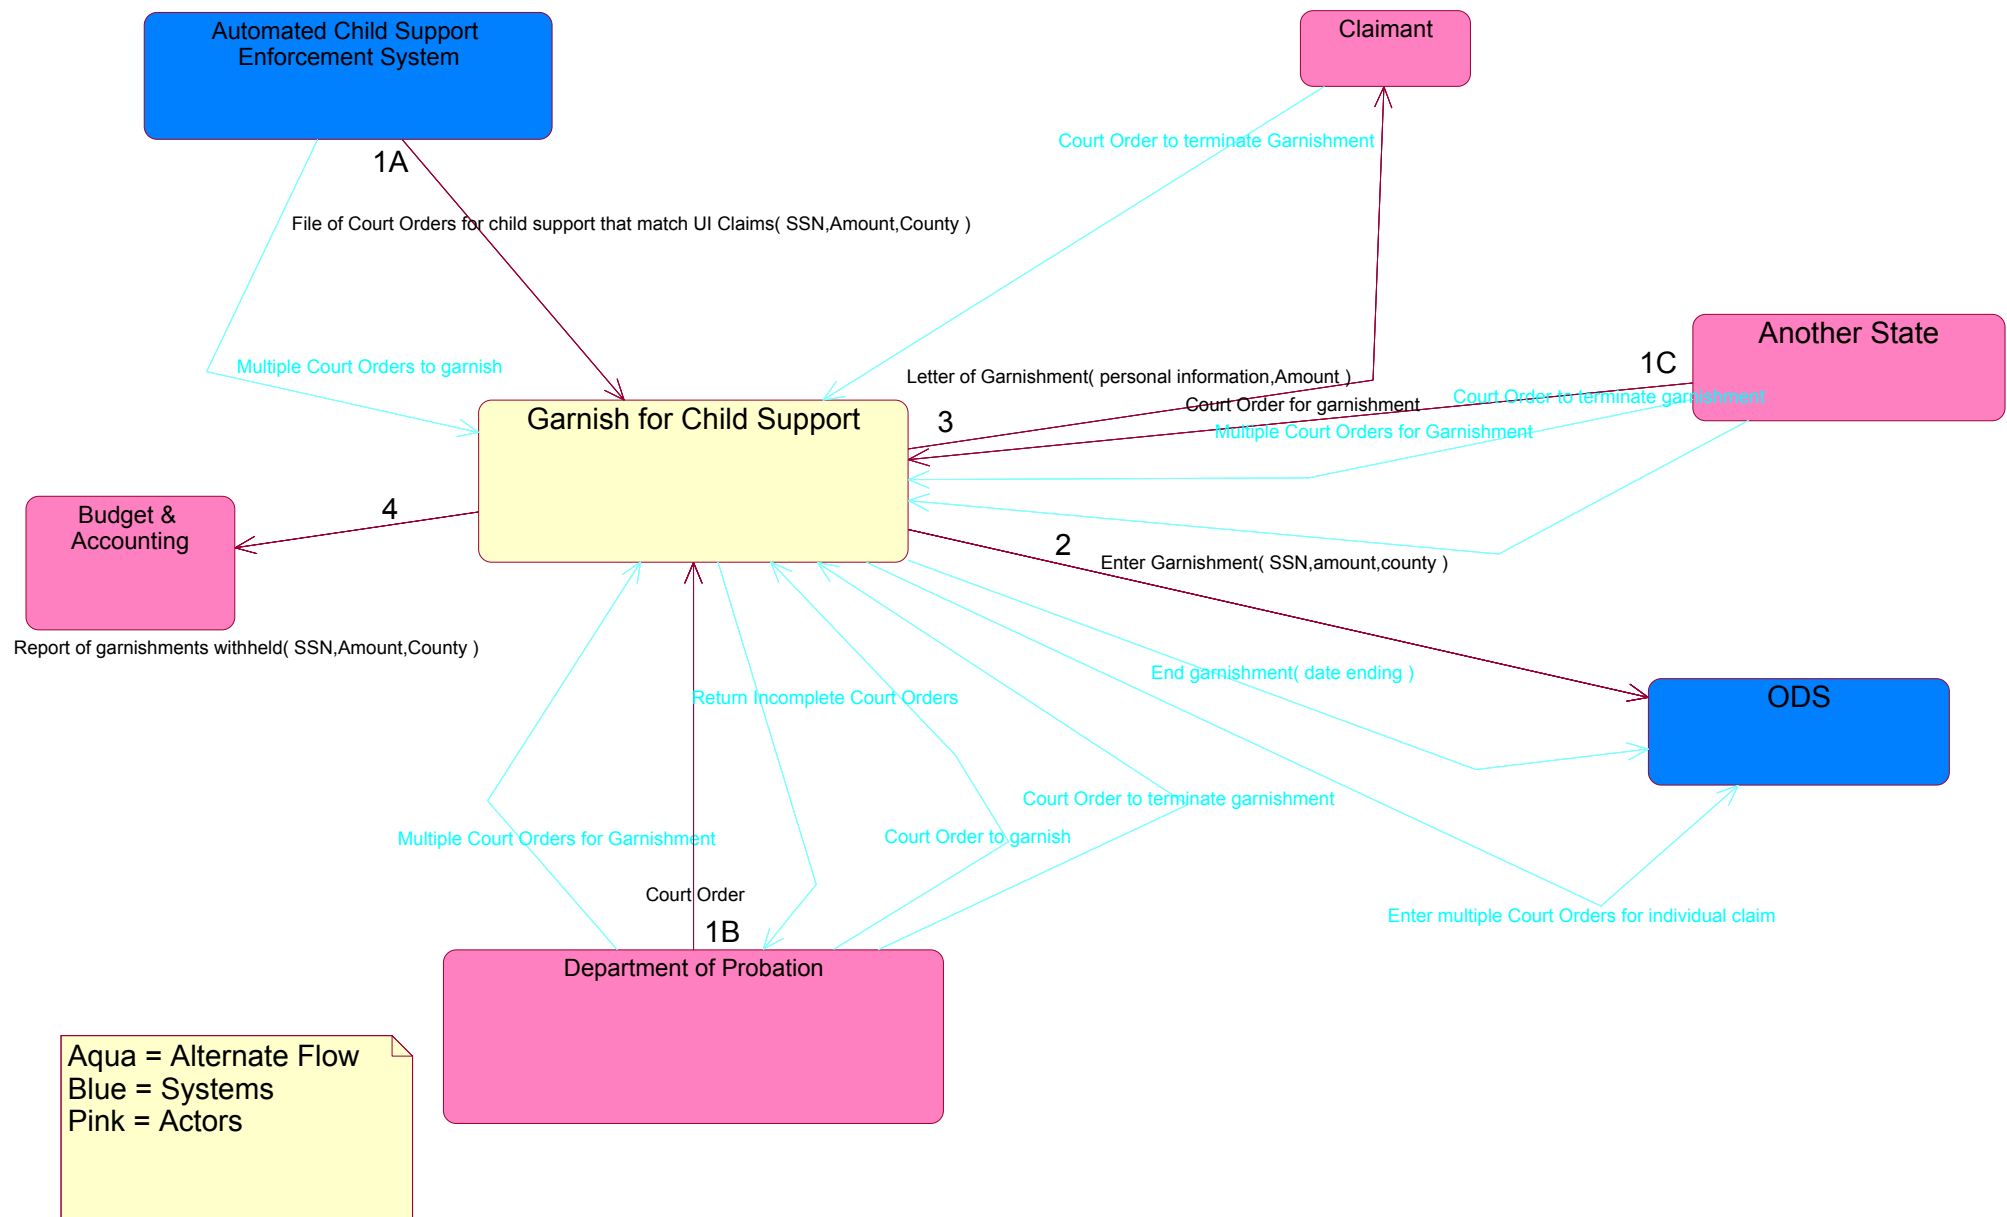 Automated Child Support
Enforcement System
Claimant
Court Order to terminate Garnishment
1A
File of Court Orders for child support that match UI Claims( SSN,Amount,County )
Another State
1C
Multiple Court Orders to garnish
Letter of Garnishment( personal information,Amount )
Court Order to terminate garnishment
Court Order for garnishment
Garnish for Child Support
3
Multiple Court Orders for Garnishment
4
Budget &
Accounting
2
Enter Garnishment( SSN,amount,county )
Report of garnishments withheld( SSN,Amount,County )
End garnishment( date ending )
Return Incomplete Court Orders
ODS
Court Order to terminate garnishment
Multiple Court Orders for Garnishment
Court Order to garnish
Court Order
Enter multiple Court Orders for individual claim
1B
Department of Probation
Aqua = Alternate Flow
Blue = Systems
Pink = Actors